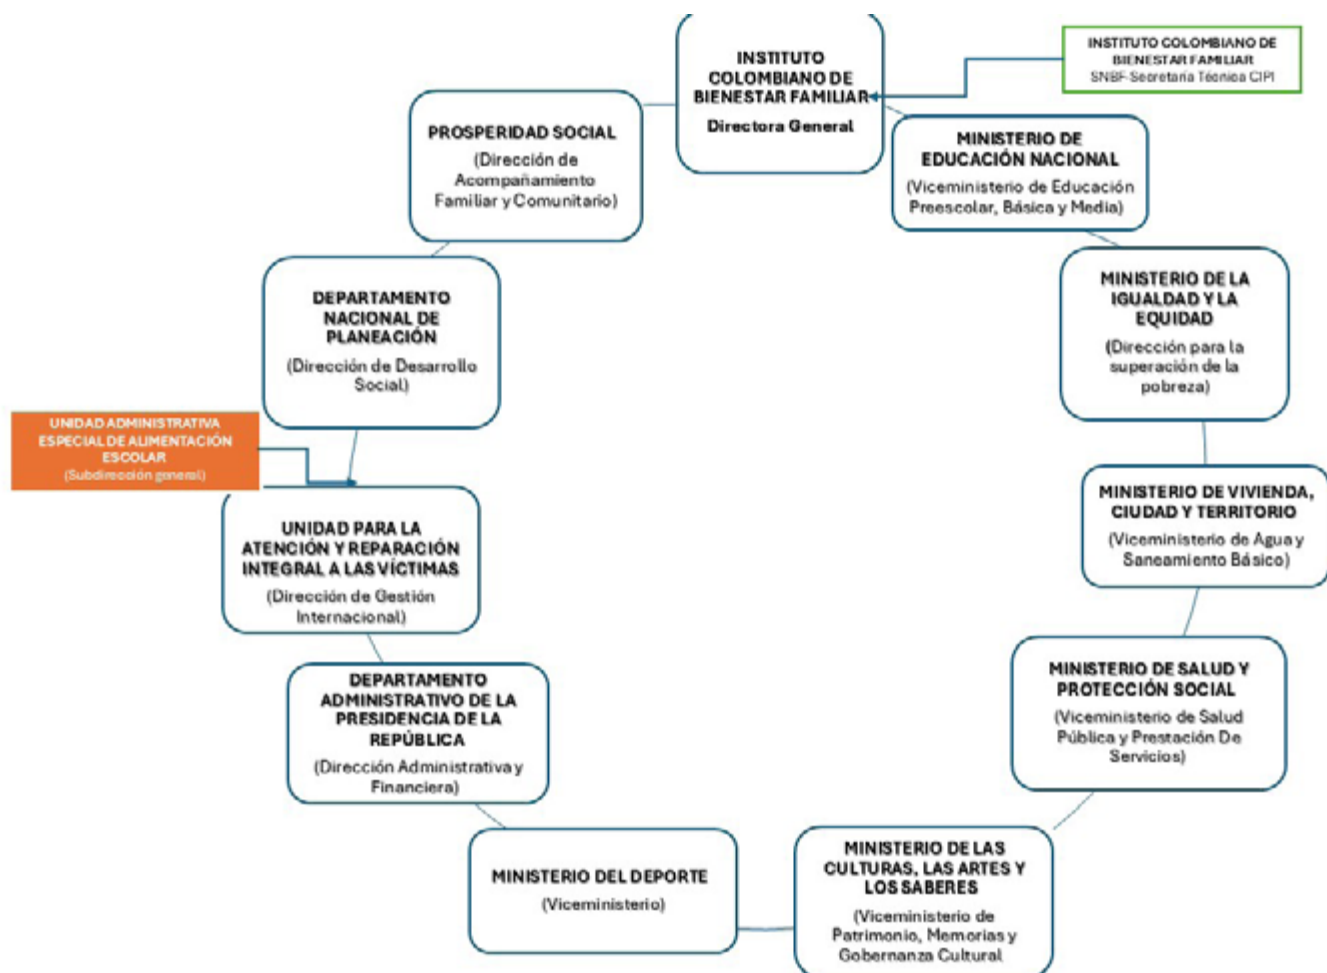 INSTITUTO
COLOMBIANO DE
BIENESTAR FAMILIAR
Directora General
INSTITUTO COLOMBIANO DE
BIENESTAR FAMILIAR
SNBF-Secretaría Técnica CIPI
MINISTERIO DE
EDUCACIÓN NACIONAL
(Viceministerio de Educación
Preescolar, Básica y Media)
MINISTERIO DE LA
IGUALDAD Y LA
EQUIDAD
(Dirección para la
superación de la
pobreza)
MINISTERIO DE VIVIENDA,
CIUDAD Y TERRITORIO
(Viceministerio de Agua y
Saneamiento Básico)
MINISTERIO DE SALUD Y
PROTECCIÓN SOCIAL
(Viceministerio de Salud
Pública y Prestación De
Servicios)
MINISTERIO DE LAS
CULTURAS, LAS ARTES Y
LOS SABERES
(Viceministerio de
Patrimonio, Memorias y
Gobernanza Cultural
MINISTERIO DEL DEPORTE
(Viceministerio)
DEPARTAMENTO
ADMINISTRATIVO DE LA
PRESIDENCIA DE LA
REPÚBLICA
(Dirección Administrativa y
Financiera)
UNIDAD PARA LA
ATENCIÓN Y REPARACIÓN
INTEGRAL A LAS VÍCTIMAS
(Dirección de Gestión
Internacional)
UNIDAD ADMINISTRATIVA
ESPECIAL DE ALIMENTACIÓN
ESCOLAR
(Subdirección general)
DEPARTAMENTO
NACIONAL DE
PLANEACIÓN
(Dirección de Desarrollo
Social)
PROSPERIDAD SOCIAL
(Dirección de
Acompañamiento
Familiar y Comunitario)